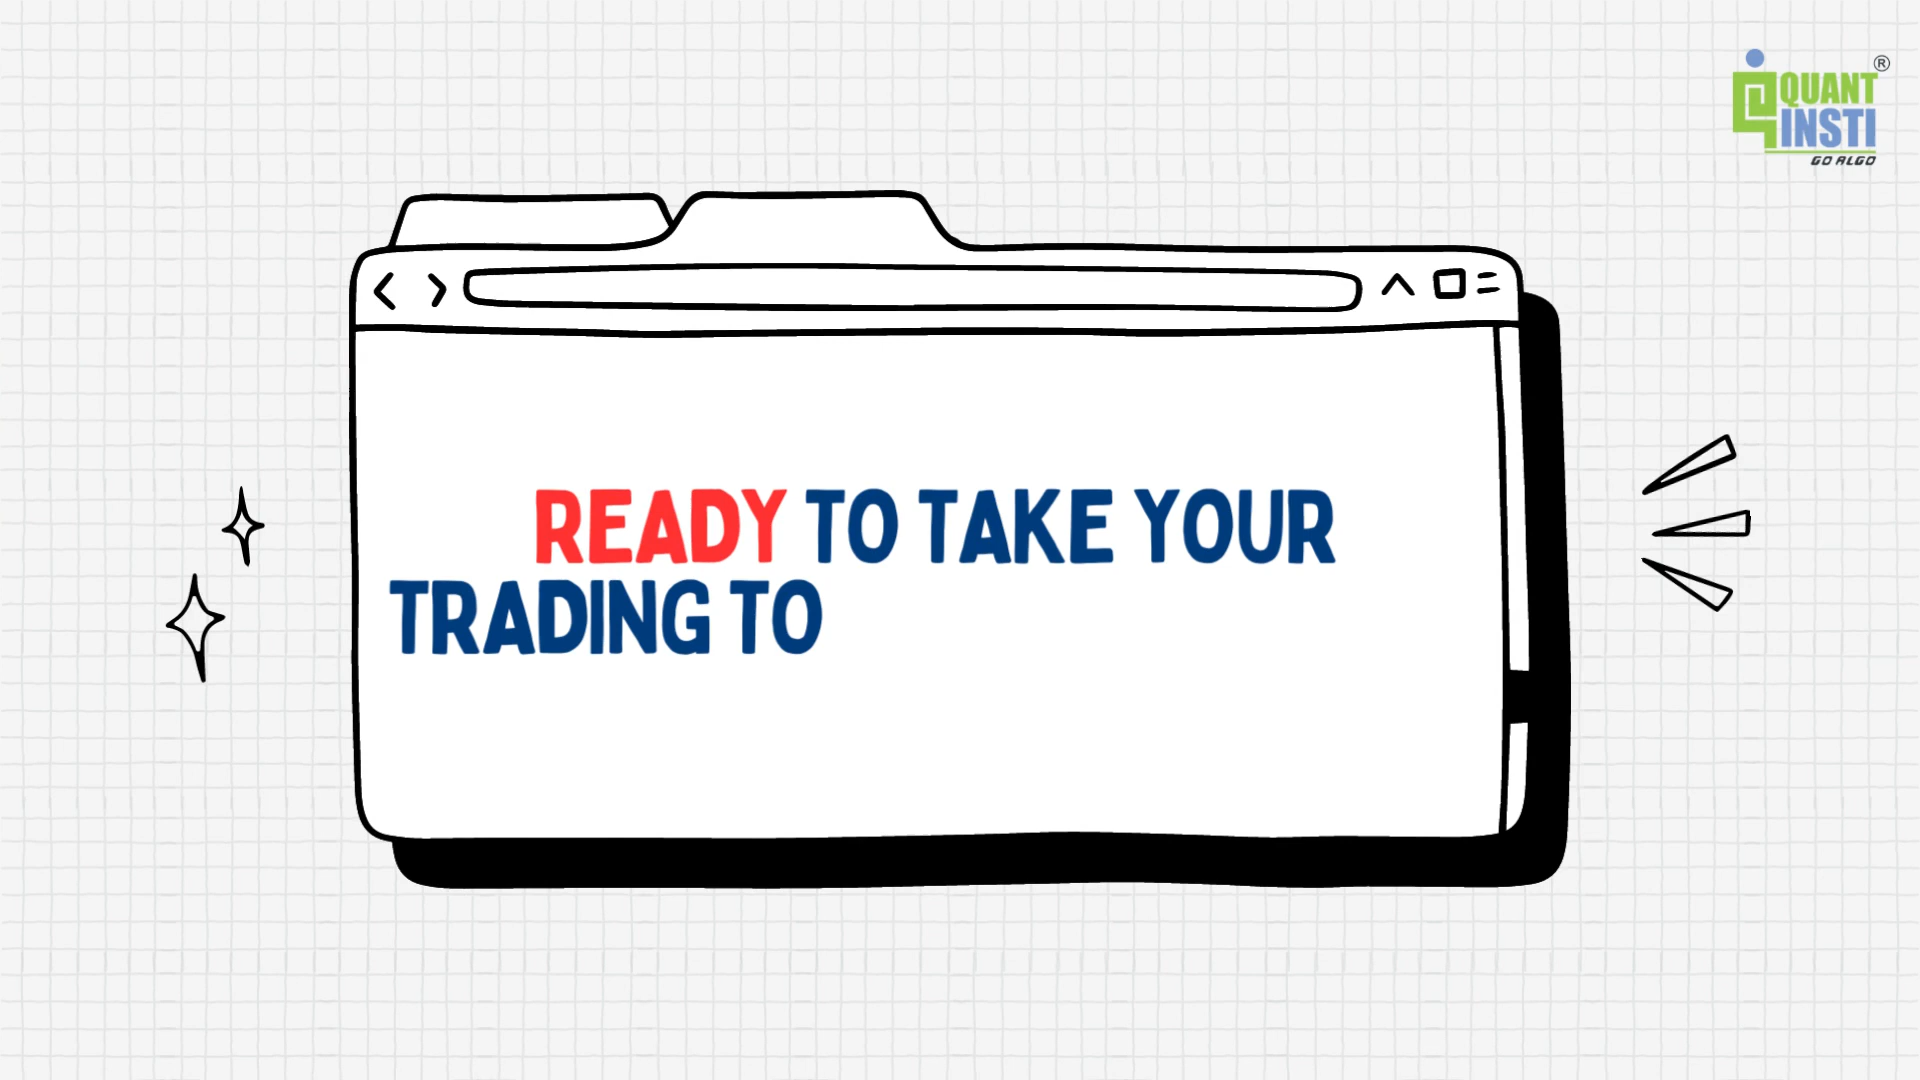 QUANT
INSTI
®
GO ALGO
READY TO TAKE YOUR
TRADING TO